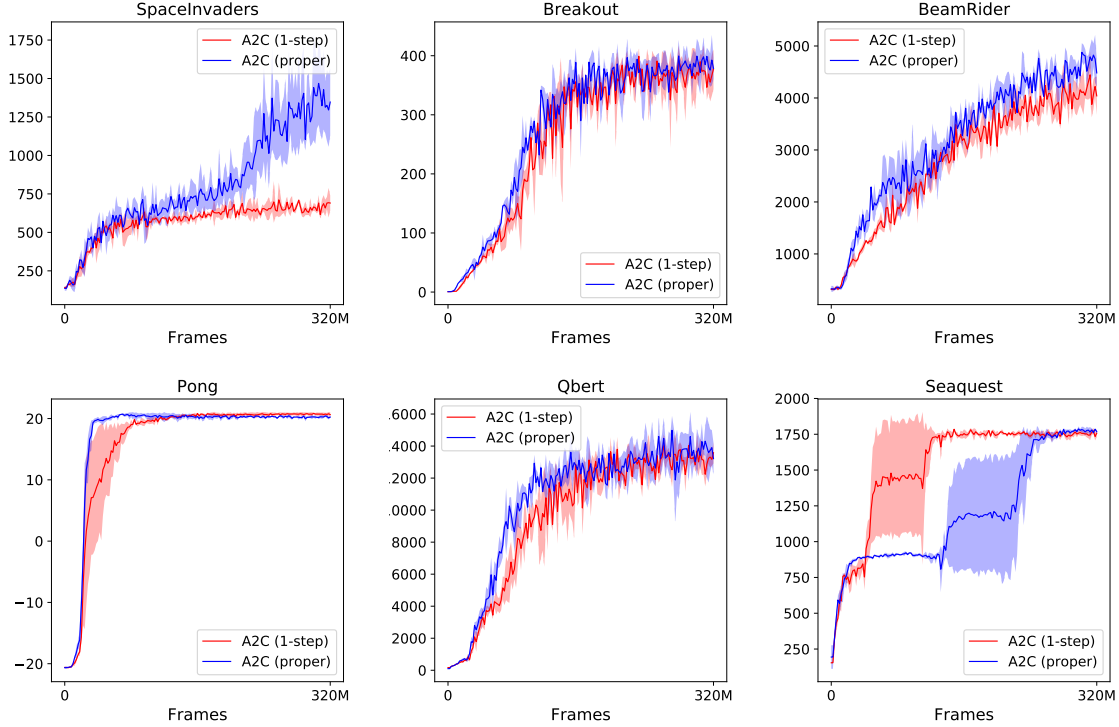 SpaceInvaders
1750
1500
1250
1000
750
500
250
A2C (1-step)
A2C (proper)
0
320M
Frames
Breakout
400
300
200
100
0
A2C (1-step)
A2C (proper)
0
320M
Frames
BeamRider
5000
4000
3000
2000
1000
A2C (1-step)
A2C (proper)
0
320M
Frames
Pong
20
10
0
−10
−20
A2C (1-step)
A2C (proper)
0
320M
Frames
Qbert
6000
4000
2000
0000
8000
6000
4000
2000
0
A2C (1-step)
A2C (proper)
0
320M
Frames
Seaquest
2000
1750
1500
1250
1000
750
500
250
A2C (1-step)
A2C (proper)
0
320M
Frames